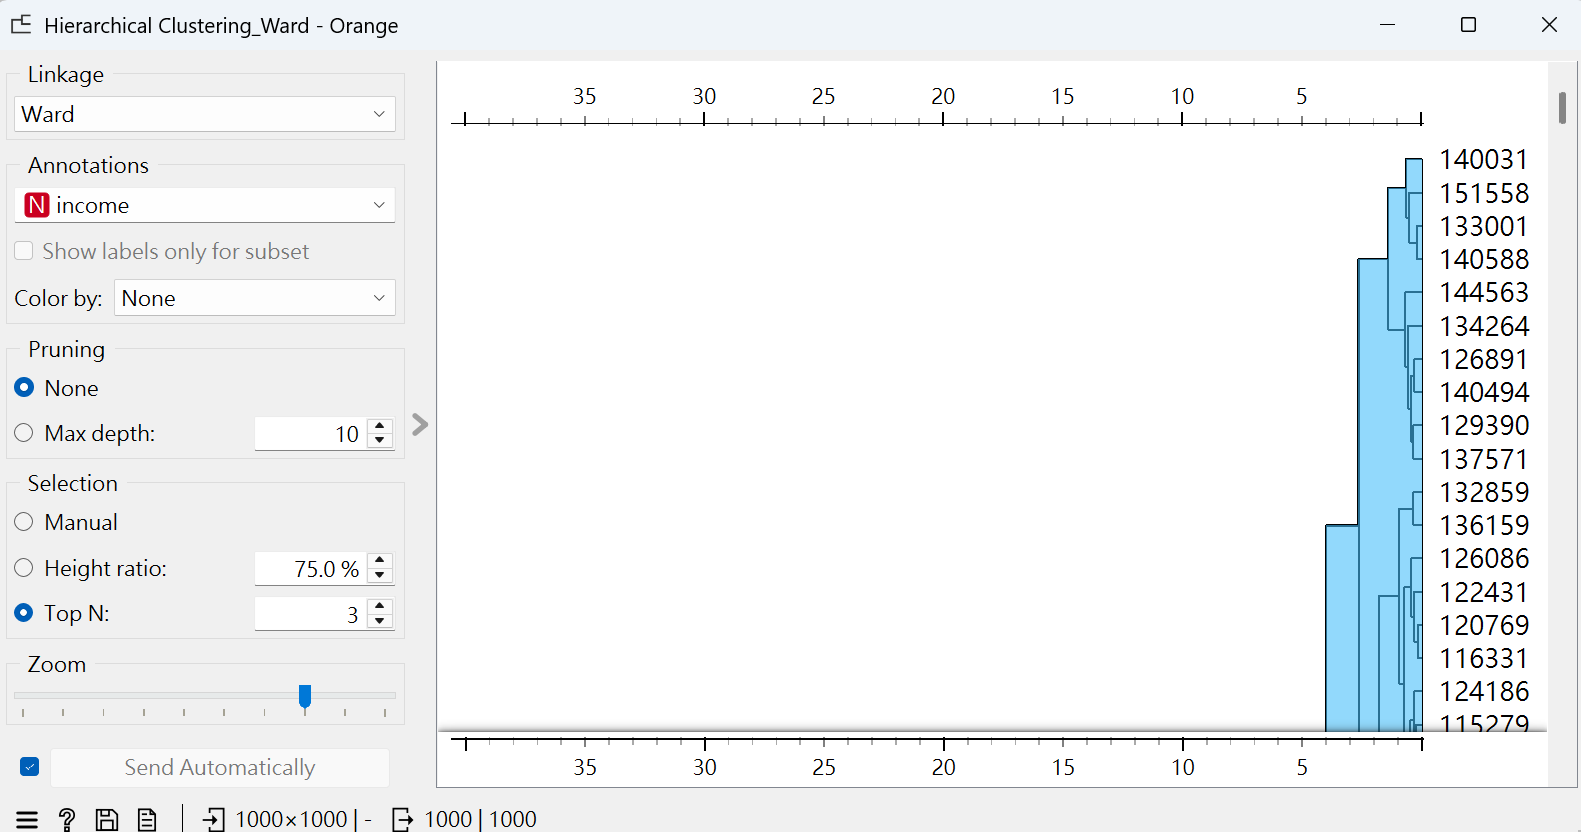 Hierarchical Clustering_Ward - Orange
Linkage
Ward
Annotations
N income
Show labels only for subset
Color by: None
Pruning
None
Max depth: 10
Selection
Manual
Height ratio: 75.0 %
Top N: 3
Zoom
Send Automatically
35 30 25 20 15 10 5
140031
151558
133001
140588
144563
134264
126891
140494
129390
137571
132859
136159
126086
122431
120769
116331
124186
115279
35 30 25 20 15 10 5
? 1000×1000 | - 1000 | 1000